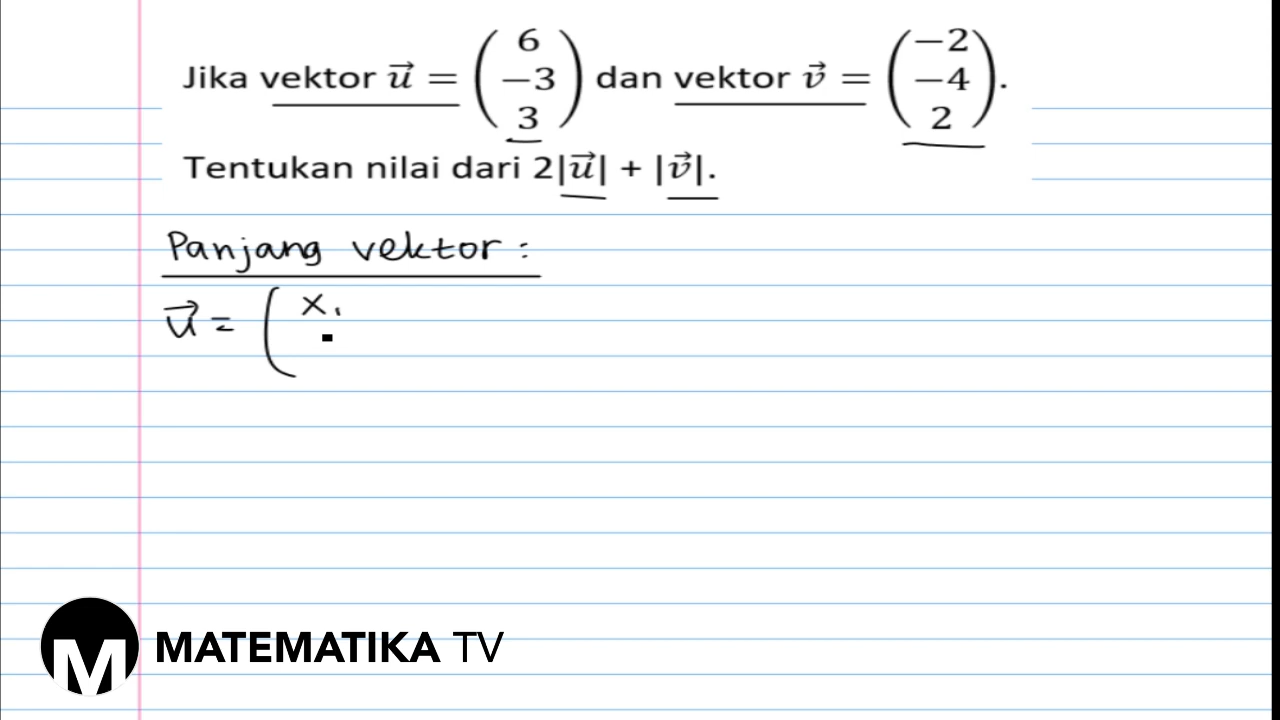 Jika vektor u⃗ = ( 6 −3 3 ) dan vektor v⃗ = ( −2 −4 2 ).
Tentukan nilai dari 2|u⃗| + |v⃗|.
Panjang vektor :
u⃗ = ( x₁
M MATEMATIKA TV